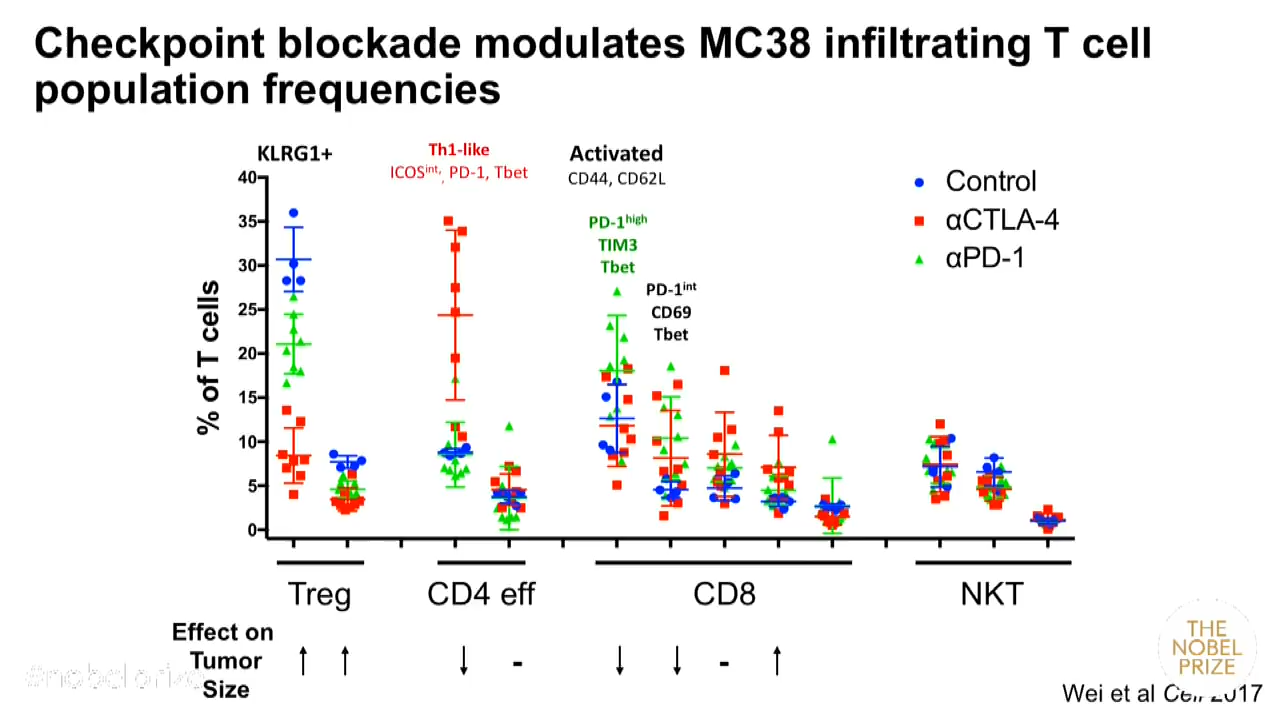 Checkpoint blockade modulates MC38 infiltrating T cell
population frequencies
KLRG1+
Th1-like
ICOSint, PD-1, Tbet
Activated
CD44, CD62L
PD-1high
TIM3
Tbet
PD-1int
CD69
Tbet
Control
αCTLA-4
αPD-1
% of T cells
40
35
30
25
20
15
10
5
0
Treg
CD4 eff
CD8
NKT
Effect on
Tumor
Size
↑ ↑ ↓ - ↓ ↓ - ↑
#nobelprize
THE
NOBEL
PRIZE
Wei et al Cell 2017